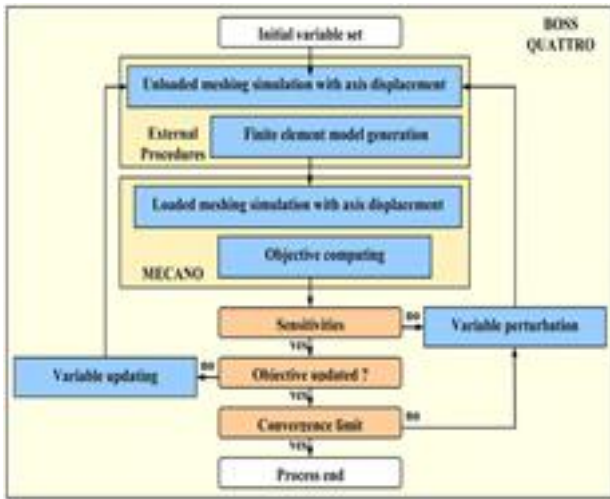 BOSS
QUATTRO
Initial variable set
Unloaded meshing simulation with axis displacement
External
Procedures
Finite element model generation
Loaded meshing simulation with axis displacement
Objective computing
MECANO
Sensitivities
no
Variable perturbation
yes
Variable updating
no
Objective updated ?
yes
Convergence limit
no
yes
Process end